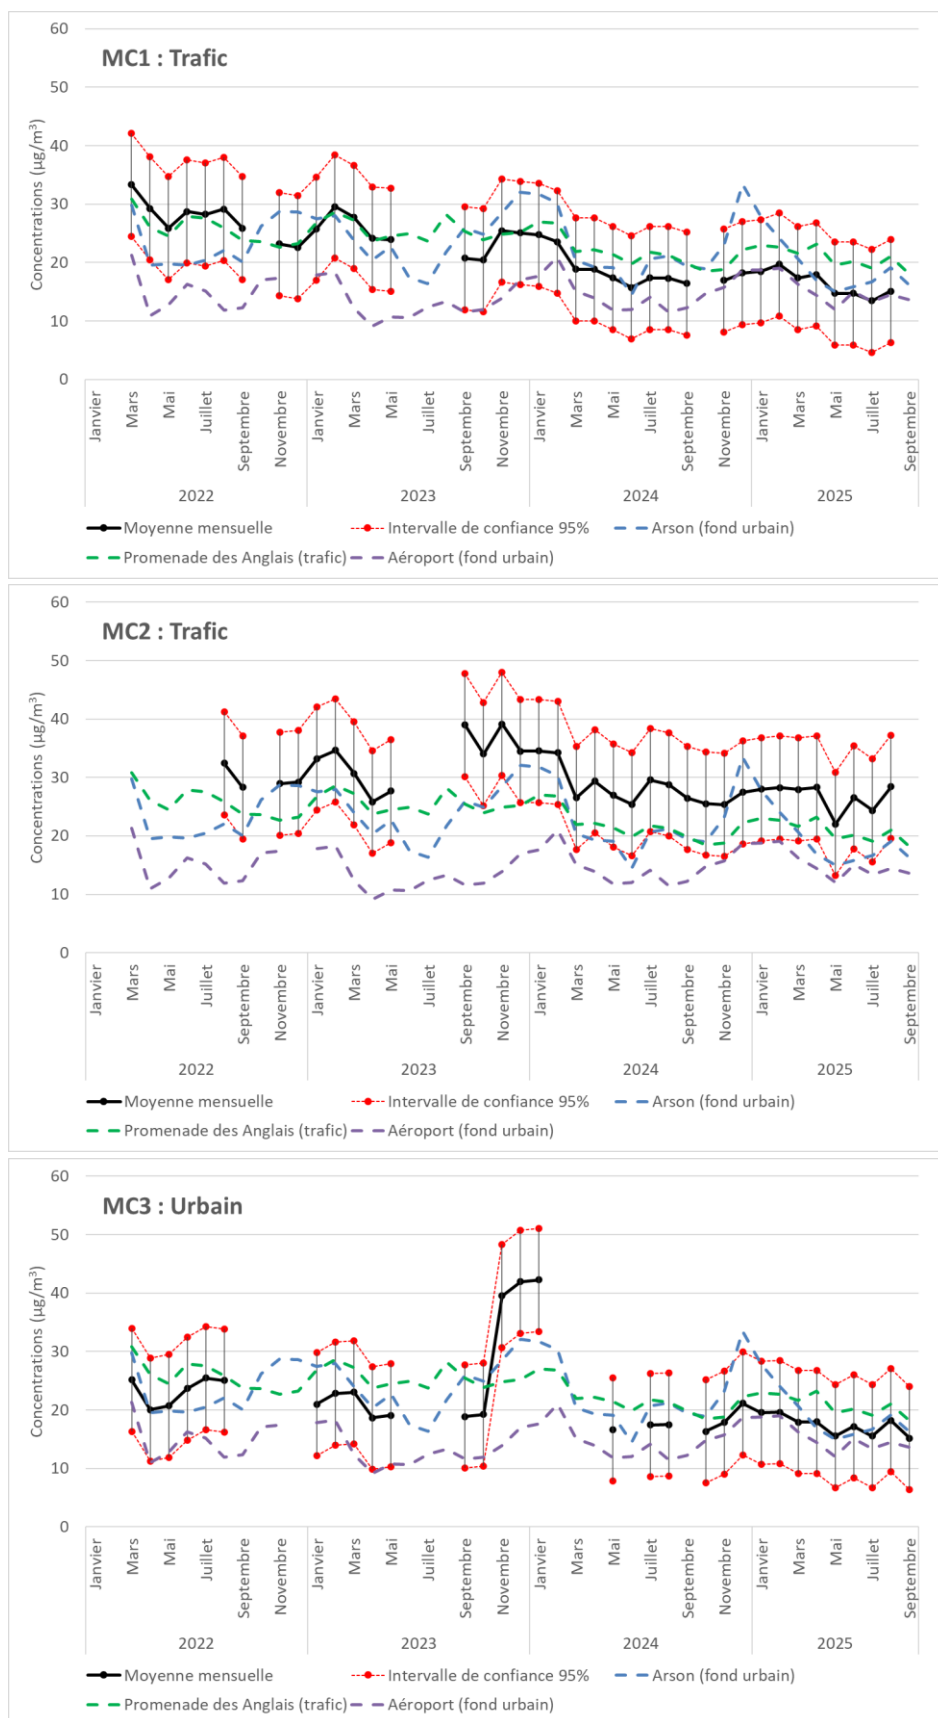 MC1 : Trafic
Concentrations (µg/m³)
60
50
40
30
20
10
0
Janvier
Mars
Mai
Juillet
Septembre
Novembre
Janvier
Mars
Mai
Juillet
Septembre
Novembre
Janvier
Mars
Mai
Juillet
Septembre
Novembre
Janvier
Mars
Mai
Juillet
Septembre
2022 2023 2024 2025
Moyenne mensuelle Intervalle de confiance 95% Arson (fond urbain)
Promenade des Anglais (trafic) Aéroport (fond urbain)
MC2 : Trafic
Concentrations (µg/m³)
60
50
40
30
20
10
0
Janvier
Mars
Mai
Juillet
Septembre
Novembre
Janvier
Mars
Mai
Juillet
Septembre
Novembre
Janvier
Mars
Mai
Juillet
Septembre
Novembre
Janvier
Mars
Mai
Juillet
Septembre
2022 2023 2024 2025
Moyenne mensuelle Intervalle de confiance 95% Arson (fond urbain)
Promenade des Anglais (trafic) Aéroport (fond urbain)
MC3 : Urbain
Concentrations (µg/m³)
60
50
40
30
20
10
0
Janvier
Mars
Mai
Juillet
Septembre
Novembre
Janvier
Mars
Mai
Juillet
Septembre
Novembre
Janvier
Mars
Mai
Juillet
Septembre
Novembre
Janvier
Mars
Mai
Juillet
Septembre
2022 2023 2024 2025
Moyenne mensuelle Intervalle de confiance 95% Arson (fond urbain)
Promenade des Anglais (trafic) Aéroport (fond urbain)